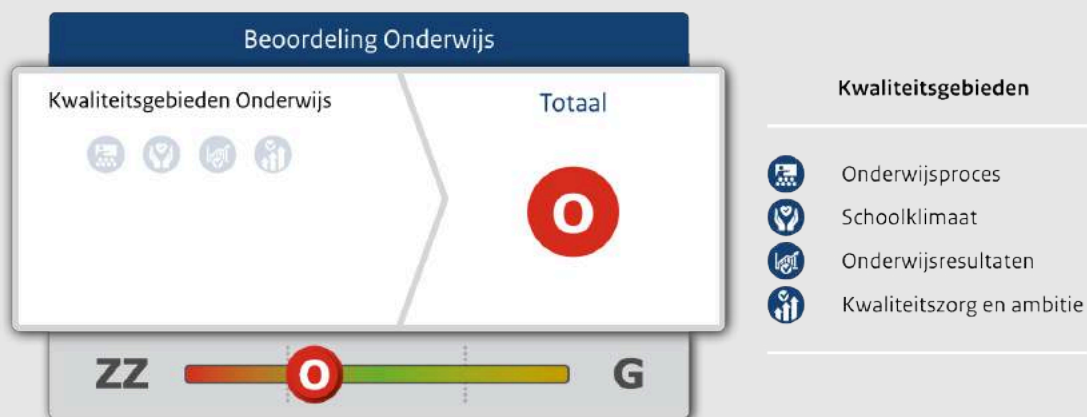 Beoordeling Onderwijs
Kwaliteitsgebieden Onderwijs
Totaal
O
ZZ
O
G
Kwaliteitsgebieden
Onderwijsproces
Schoolklimaat
Onderwijsresultaten
Kwaliteitszorg en ambitie